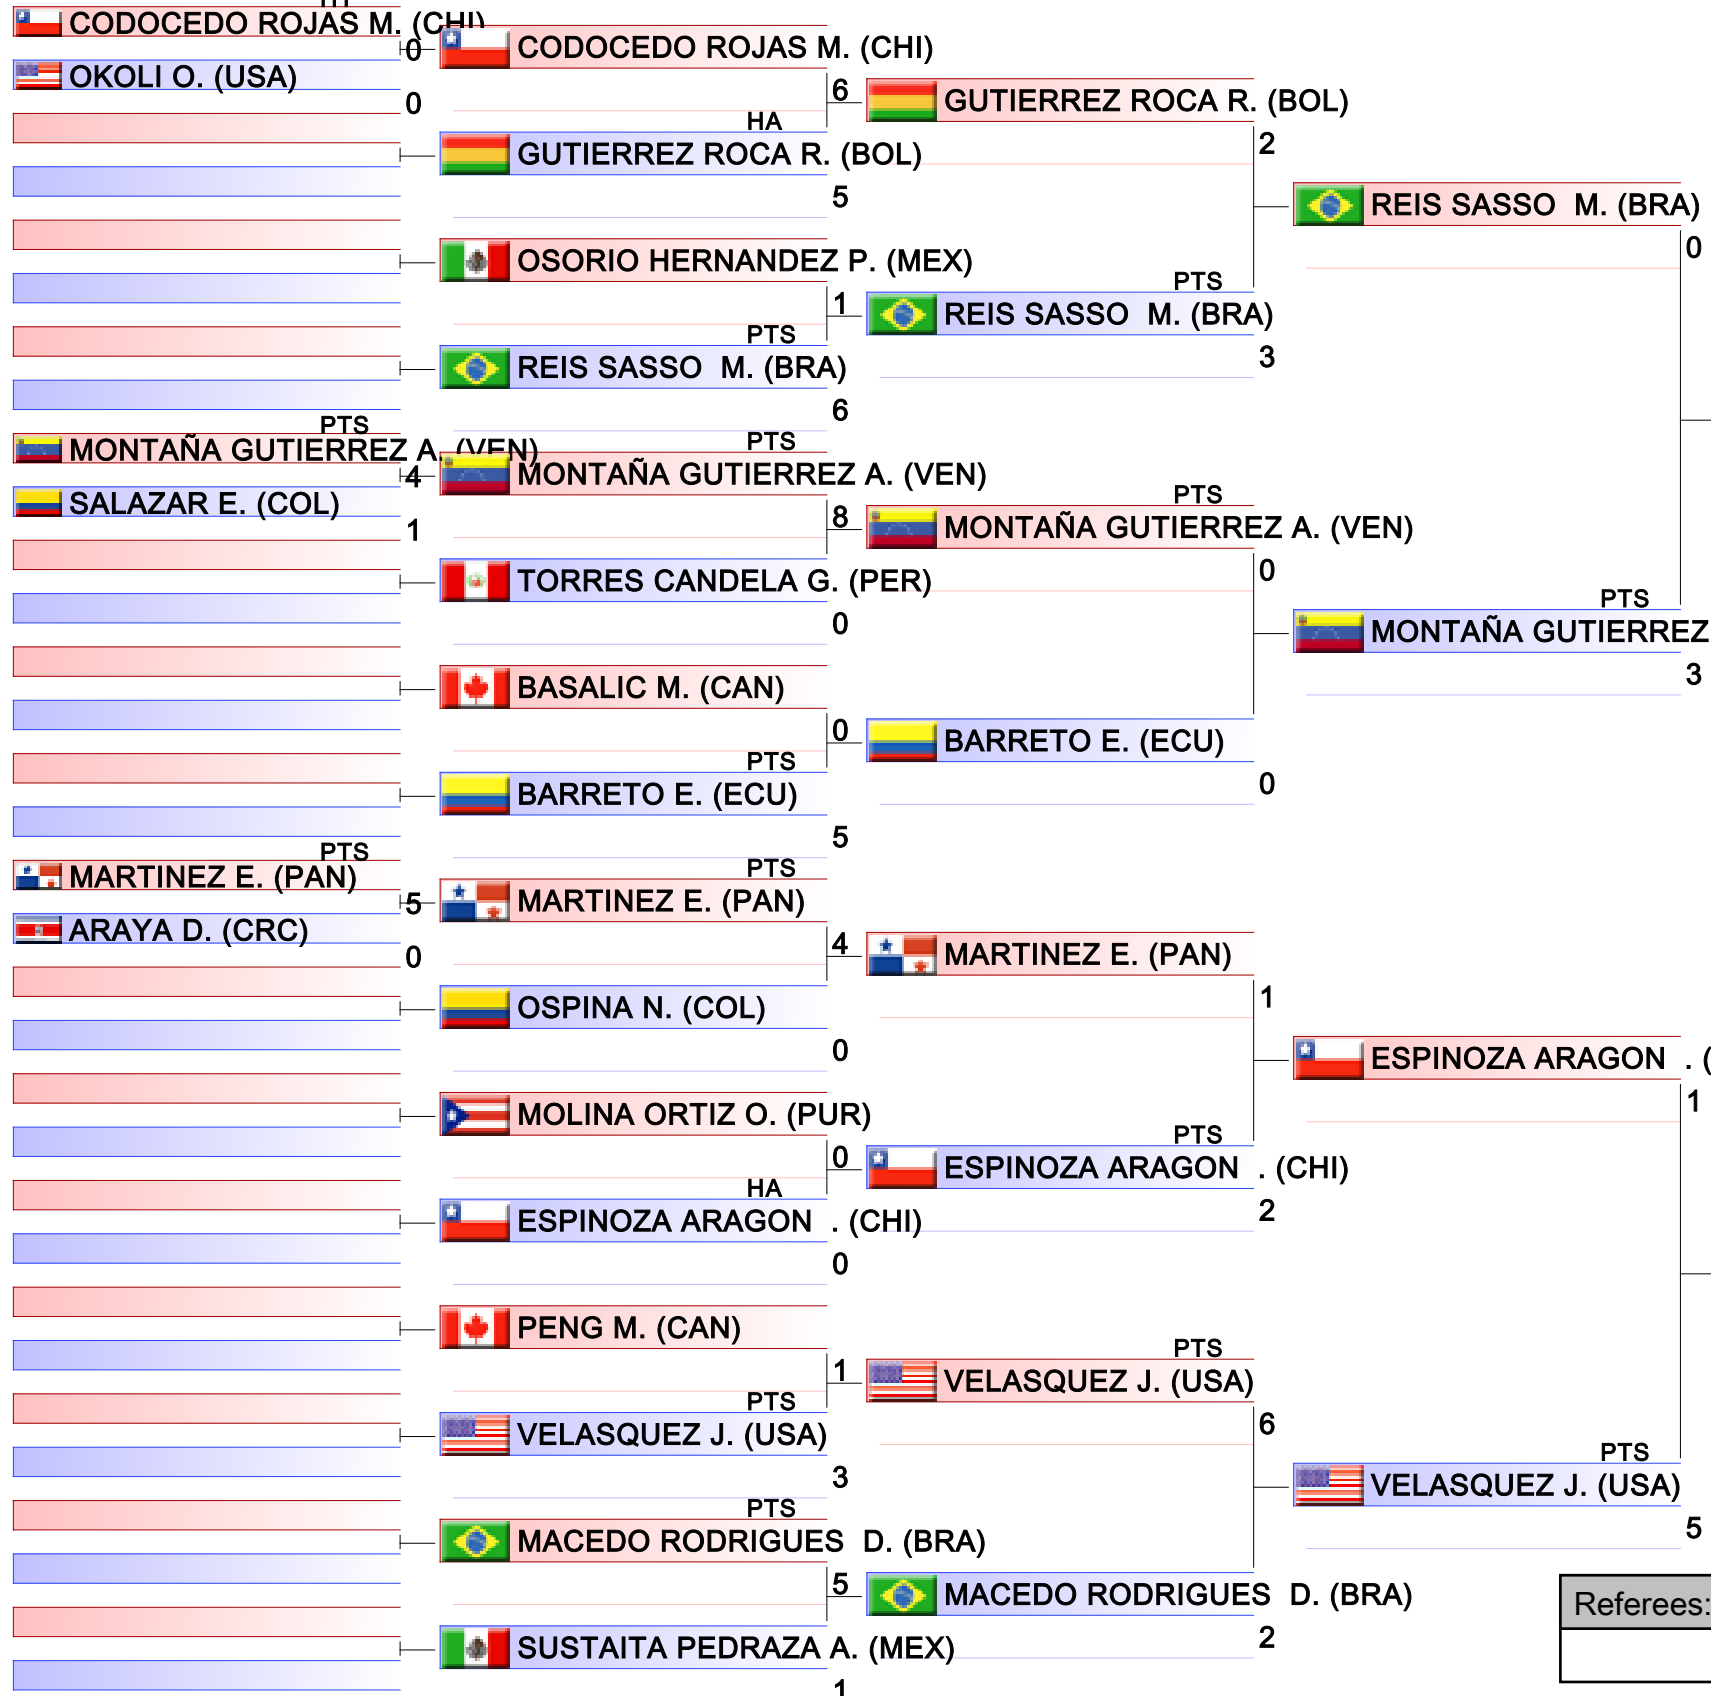 CODOCEDO ROJAS M. (CHI)
0
OKOLI O. (USA)
0
PTS
MONTAÑA GUTIERREZ A. (VEN)
4
SALAZAR E. (COL)
1
PTS
MARTINEZ E. (PAN)
5
ARAYA D. (CRC)
0
CODOCEDO ROJAS M. (CHI)
6
HA
GUTIERREZ ROCA R. (BOL)
5
OSORIO HERNANDEZ P. (MEX)
1
PTS
REIS SASSO M. (BRA)
6
PTS
MONTAÑA GUTIERREZ A. (VEN)
8
TORRES CANDELA G. (PER)
0
BASALIC M. (CAN)
0
PTS
BARRETO E. (ECU)
5
PTS
MARTINEZ E. (PAN)
4
OSPINA N. (COL)
0
MOLINA ORTIZ O. (PUR)
0
HA
ESPINOZA ARAGON . (CHI)
0
PENG M. (CAN)
1
PTS
VELASQUEZ J. (USA)
3
PTS
MACEDO RODRIGUES D. (BRA)
5
SUSTAITA PEDRAZA A. (MEX)
1
GUTIERREZ ROCA R. (BOL)
2
PTS
REIS SASSO M. (BRA)
3
PTS
MONTAÑA GUTIERREZ A. (VEN)
0
BARRETO E. (ECU)
0
MARTINEZ E. (PAN)
1
PTS
ESPINOZA ARAGON . (CHI)
2
PTS
VELASQUEZ J. (USA)
6
MACEDO RODRIGUES D. (BRA)
2
REIS SASSO M. (BRA)
0
PTS
MONTAÑA GUTIERREZ
3
ESPINOZA ARAGON . (
1
PTS
VELASQUEZ J. (USA)
5
Referees: